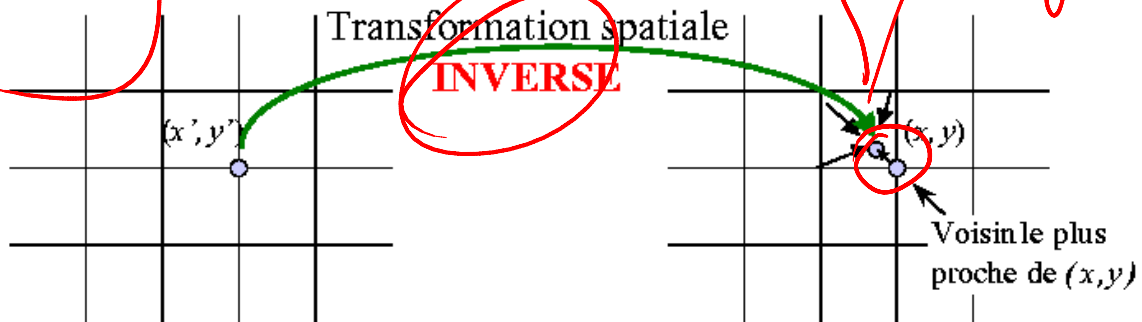 Transformation spatiale
INVERSE
(x’,y’)
(x, y)
Voisin le plus
proche de (x,y)